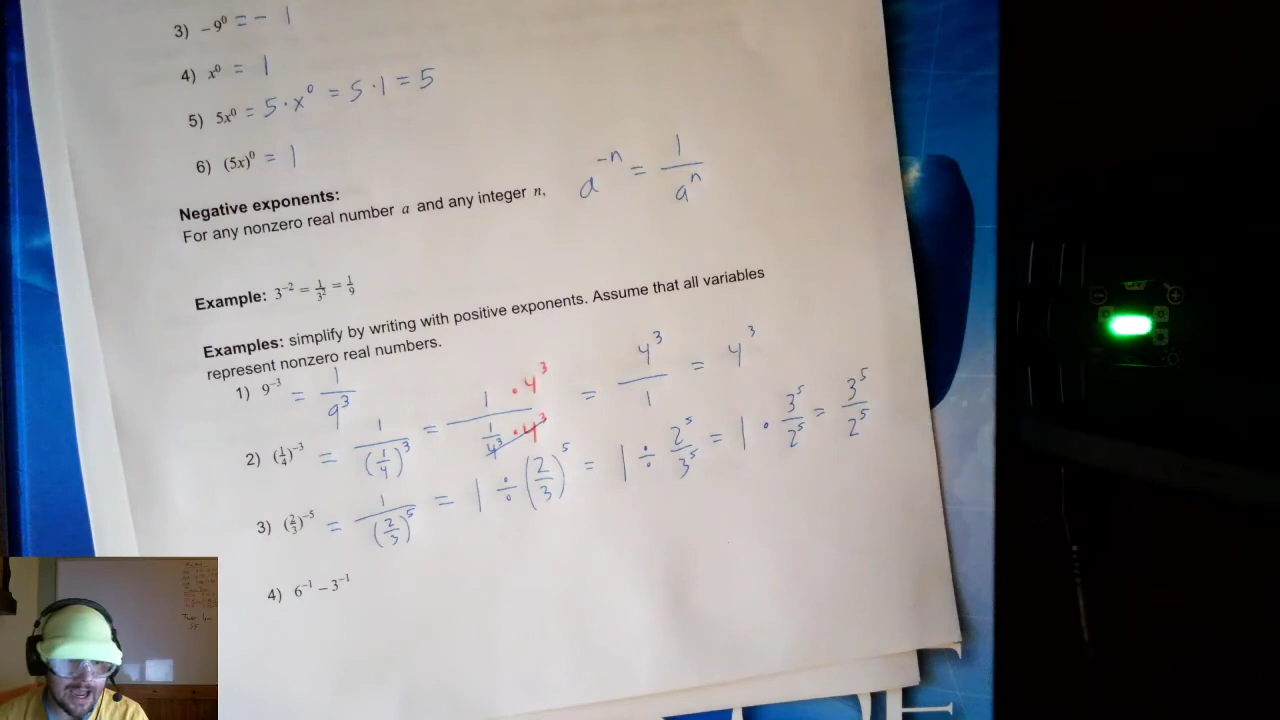 3) −9⁰ = − 1
4) x⁰ = 1
5) 5x⁰ = 5 · x⁰ = 5 · 1 = 5
6) (5x)⁰ = 1
Negative exponents:
For any nonzero real number a and any integer n, a⁻ⁿ = 1/aⁿ
Example: 3⁻² = 1/3² = 1/9
Examples: simplify by writing with positive exponents. Assume that all variables
represent nonzero real numbers.
1) 9⁻³ = 1/9³
2) (1/4)⁻³ = 1/(1/4)³ = (1 · 4³)/(1/4³ · 4³) = 4³/1 = 4³
3) (2/3)⁻⁵ = 1/(2/3)⁵ = 1 ÷ (2/3)⁵ = 1 ÷ 2⁵/3⁵ = 1 · 3⁵/2⁵ = 3⁵/2⁵
4) 6⁻¹ − 3⁻¹